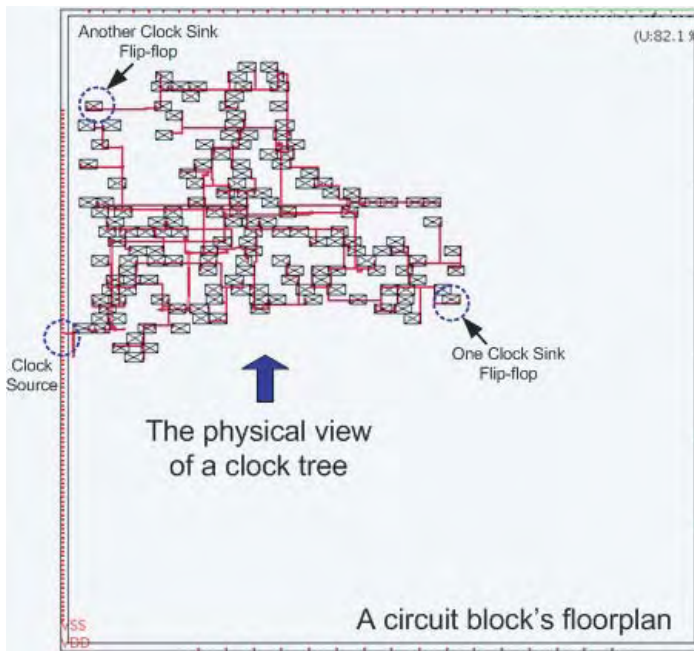 Another Clock Sink
Flip-flop
(U:82.1 %
Clock
Source
One Clock Sink
Flip-flop
The physical view
of a clock tree
A circuit block's floorplan
VSS
VDD